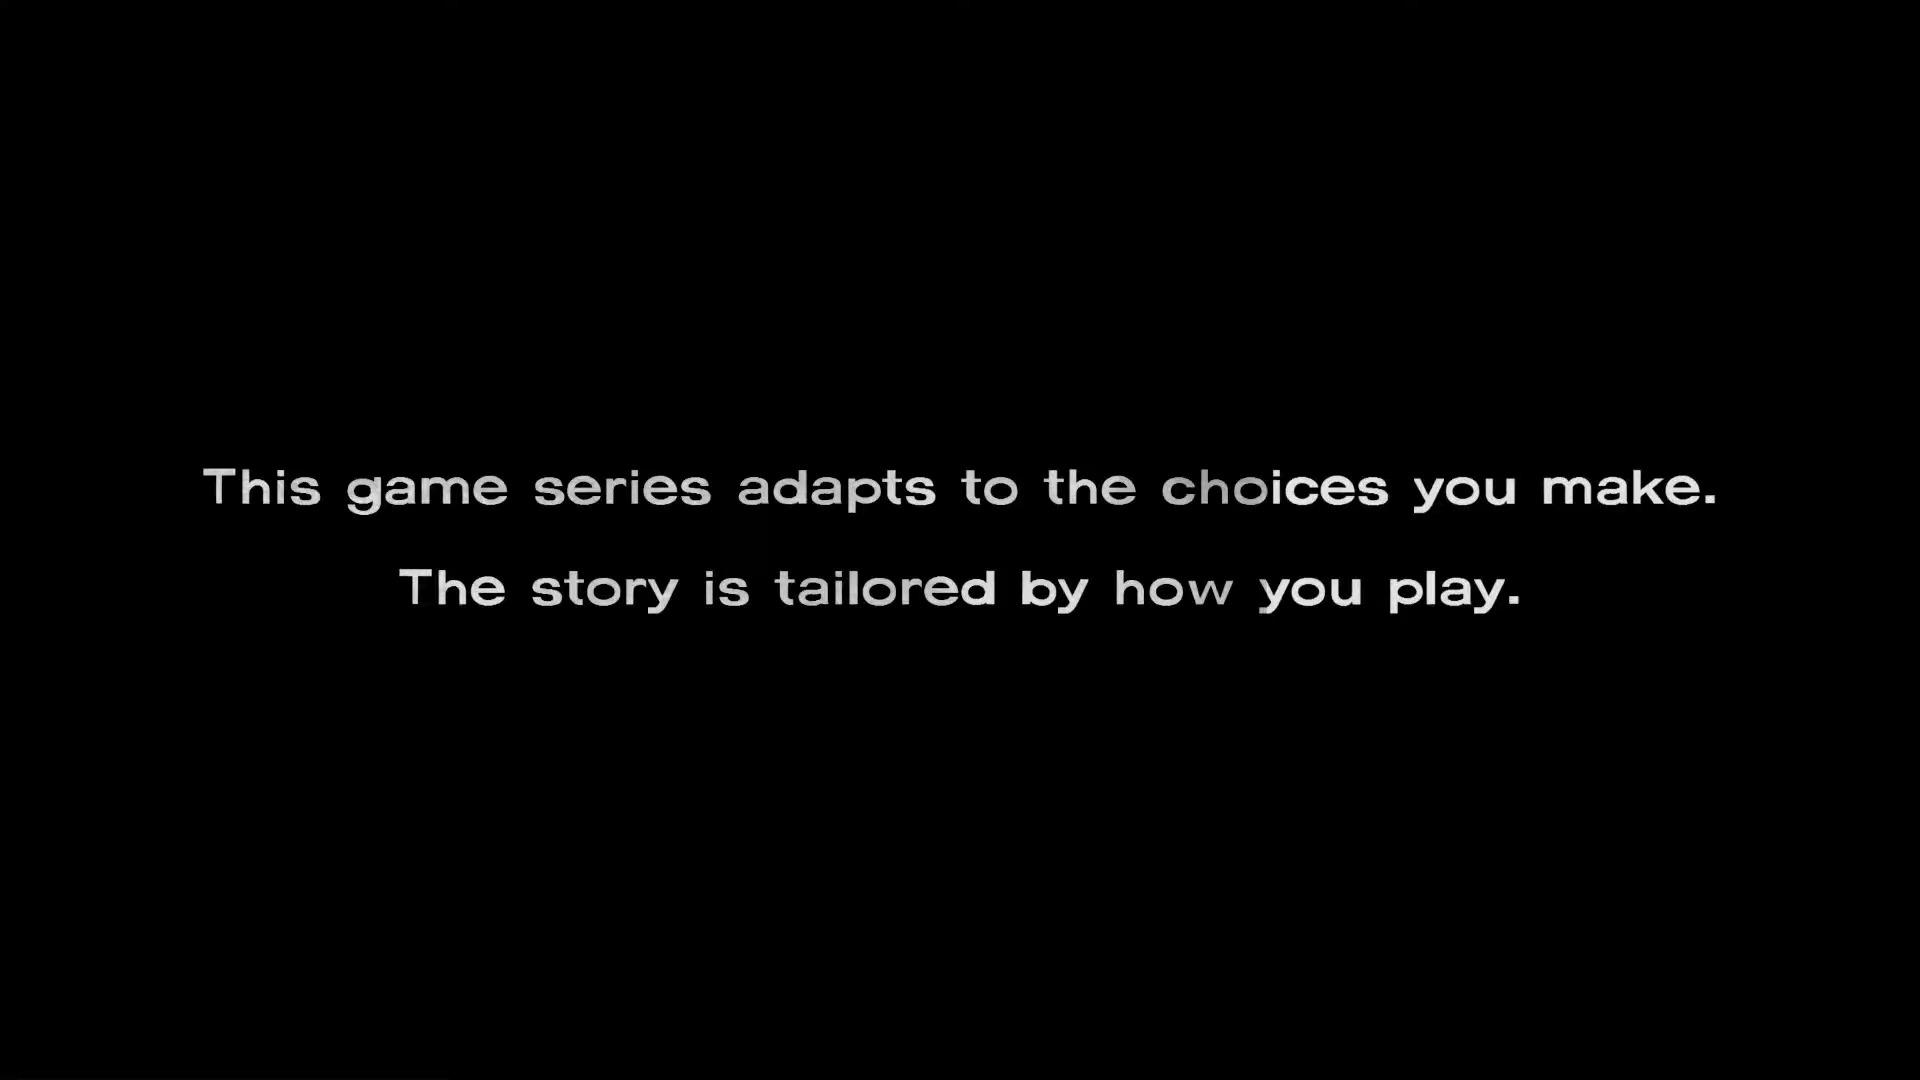 This game series adapts to the choices you make.
The story is tailored by how you play.